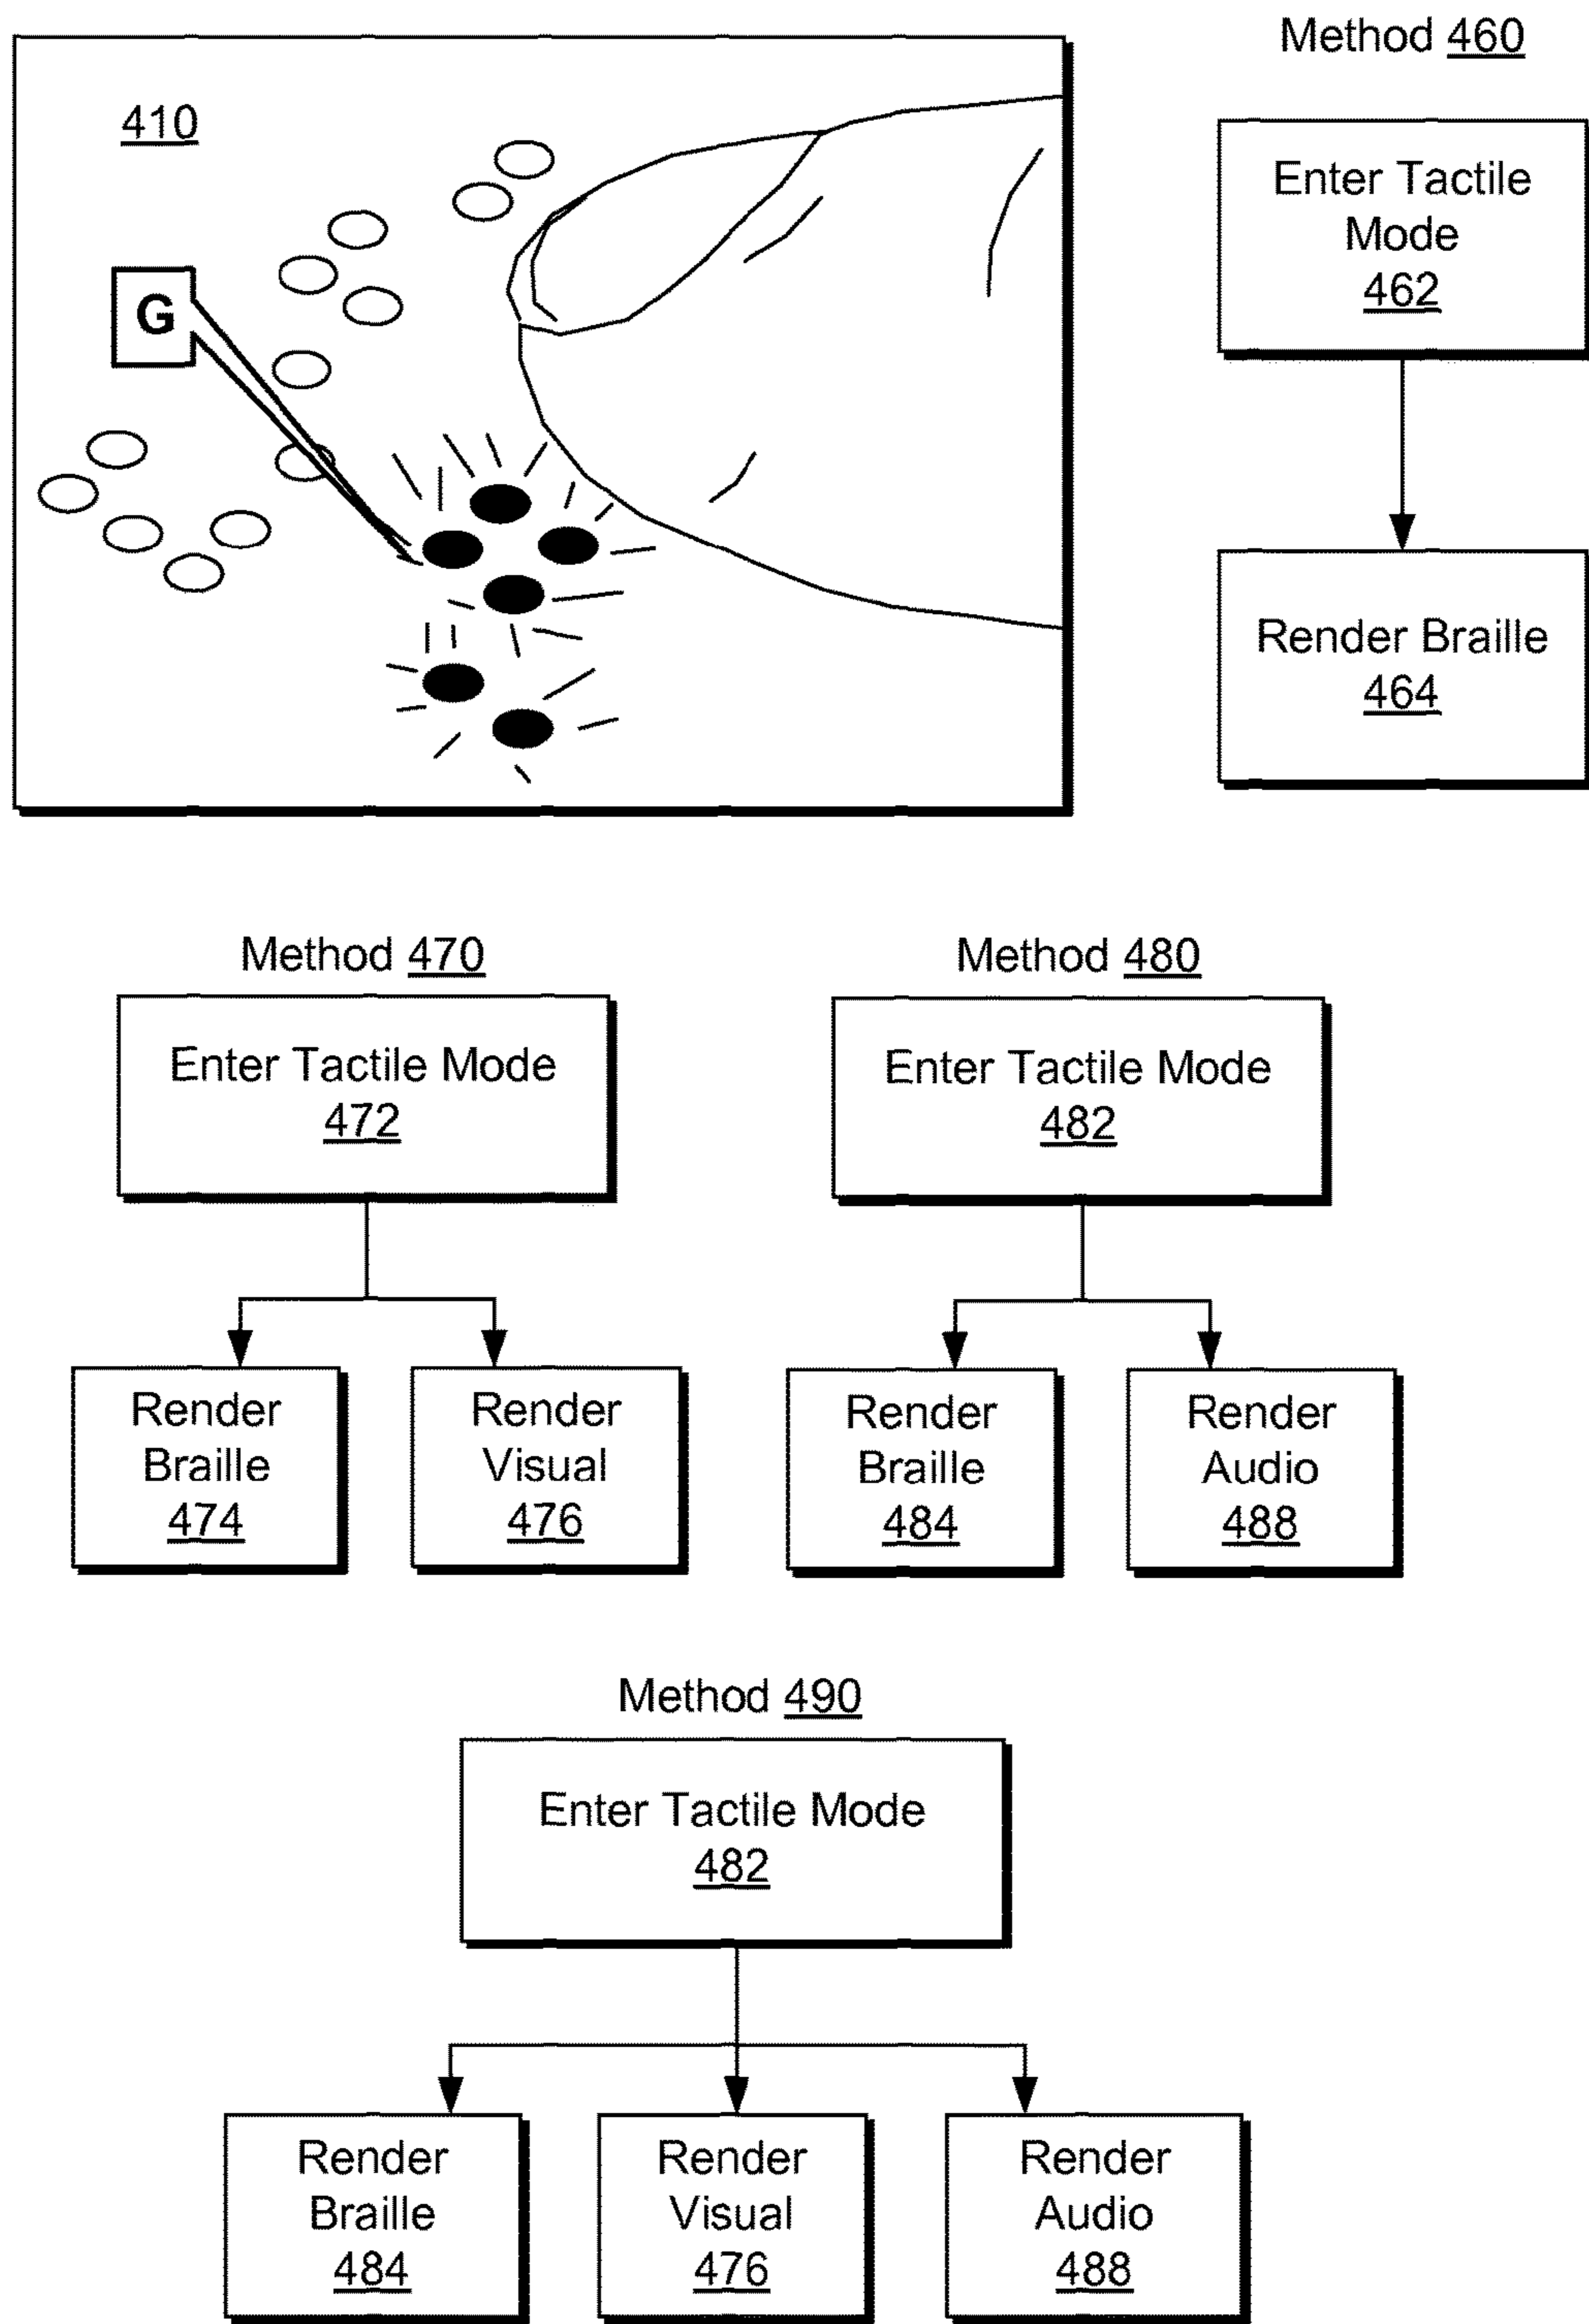 Method 460
410
G
Enter Tactile
Mode
462
Render Braille
464
Method 470
Enter Tactile Mode
472
Render
Braille
474
Render
Visual
476
Method 480
Enter Tactile Mode
482
Render
Braille
484
Render
Audio
488
Method 490
Enter Tactile Mode
482
Render
Braille
484
Render
Visual
476
Render
Audio
488